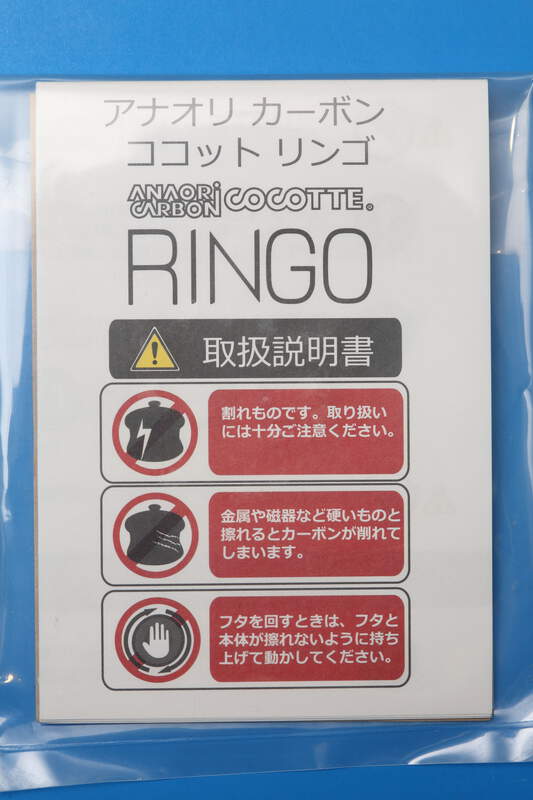 アナオリ カーボン
ココット リンゴ
ANAORI CARBON COCOTTE®
RINGO
取扱説明書
割れものです。取り扱い
には十分ご注意ください。
金属や磁器など硬いものと
擦れるとカーボンが削れて
しまいます。
フタを回すときは、フタと
本体が擦れないように持ち
上げて動かしてください。